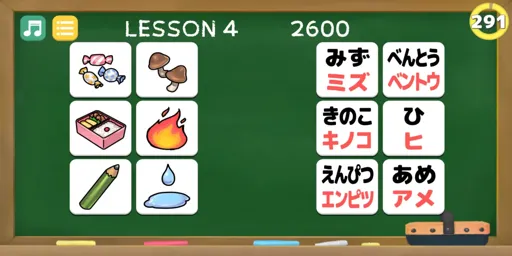 LESSON 4
2600
291
みず
ミズ
べんとう
ベントウ
きのこ
キノコ
ひ
ヒ
えんぴつ
エンピツ
あめ
アメ